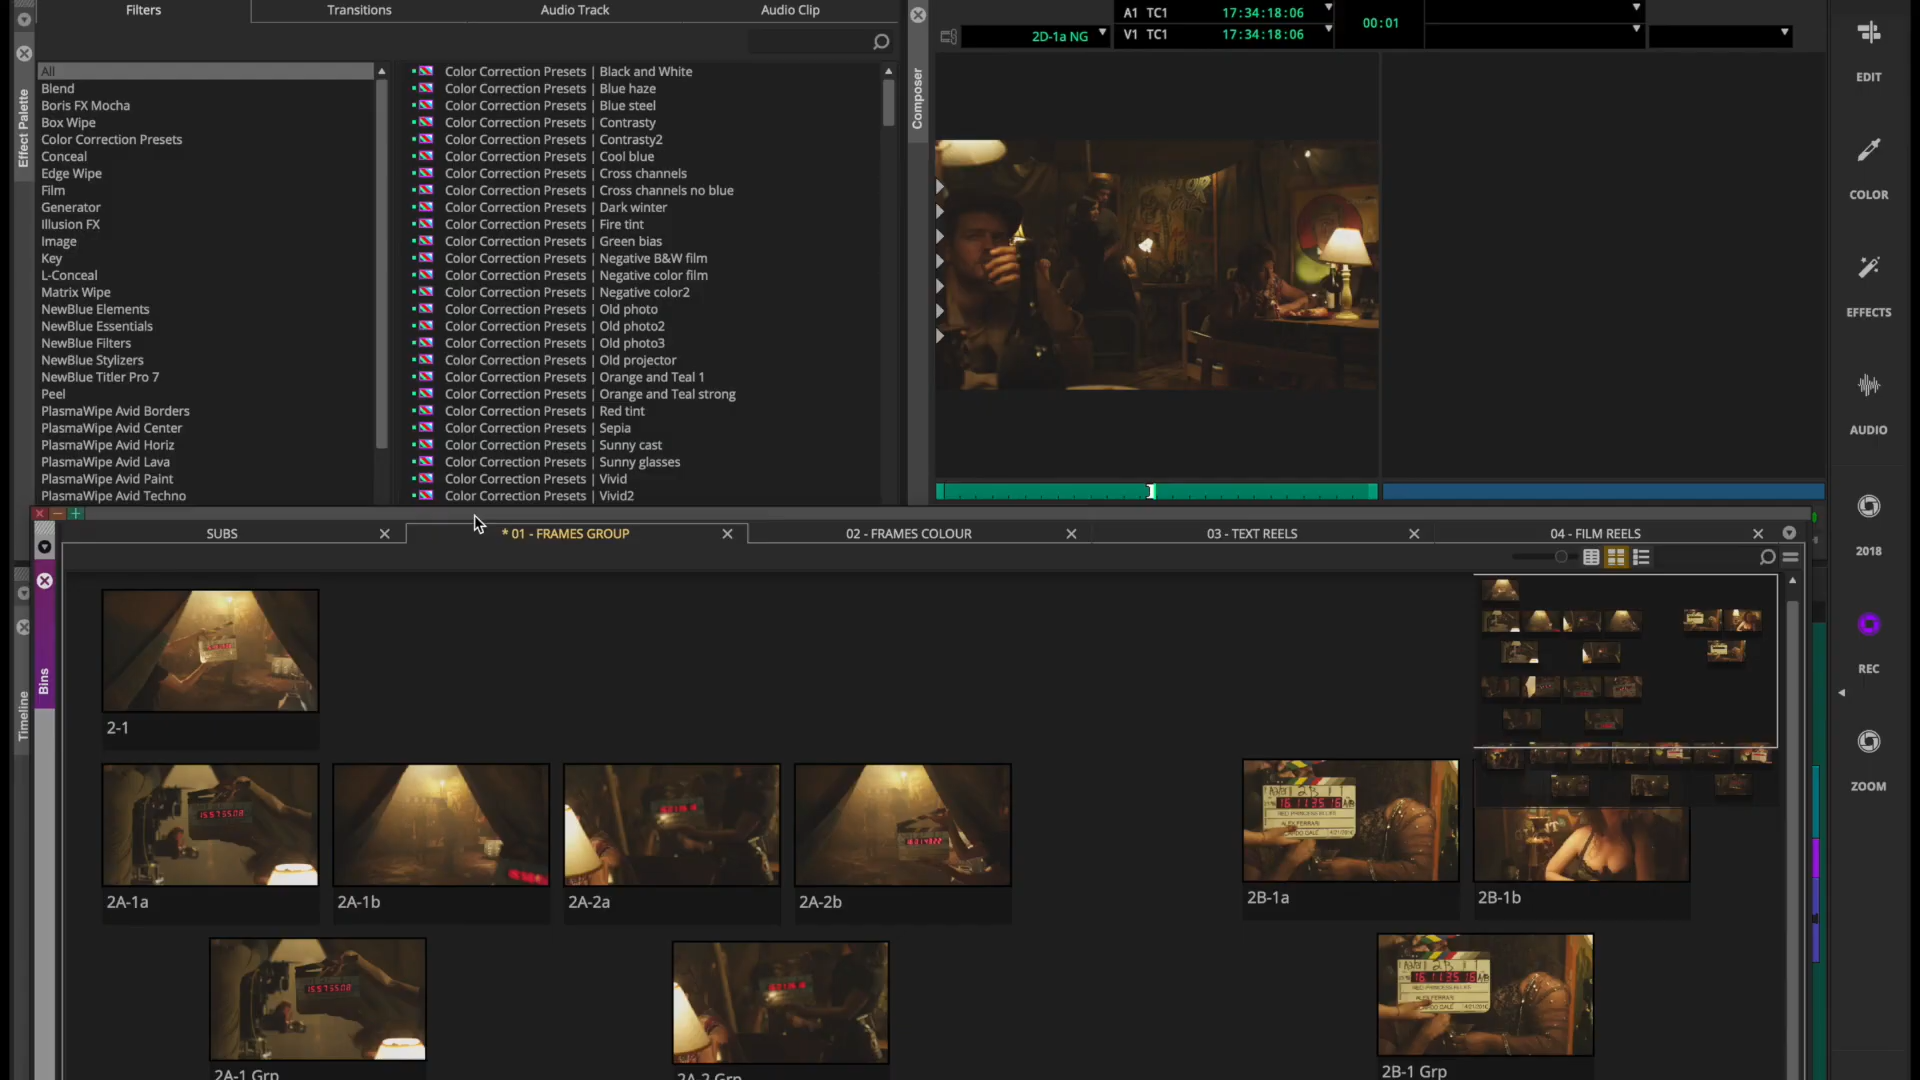 Filters
Transitions
Audio Track
Audio Clip
Effect Palette
All
Blend
Boris FX Mocha
Box Wipe
Color Correction Presets
Conceal
Edge Wipe
Film
Generator
Illusion FX
Image
Key
L-Conceal
Matrix Wipe
NewBlue Elements
NewBlue Essentials
NewBlue Filters
NewBlue Stylizers
NewBlue Titler Pro 7
Peel
PlasmaWipe Avid Borders
PlasmaWipe Avid Center
PlasmaWipe Avid Horiz
PlasmaWipe Avid Lava
PlasmaWipe Avid Paint
PlasmaWipe Avid Techno
Color Correction Presets | Black and White
Color Correction Presets | Blue haze
Color Correction Presets | Blue steel
Color Correction Presets | Contrasty
Color Correction Presets | Contrasty2
Color Correction Presets | Cool blue
Color Correction Presets | Cross channels
Color Correction Presets | Cross channels no blue
Color Correction Presets | Dark winter
Color Correction Presets | Fire tint
Color Correction Presets | Green bias
Color Correction Presets | Negative B&W film
Color Correction Presets | Negative color film
Color Correction Presets | Negative color2
Color Correction Presets | Old photo
Color Correction Presets | Old photo2
Color Correction Presets | Old photo3
Color Correction Presets | Old projector
Color Correction Presets | Orange and Teal 1
Color Correction Presets | Orange and Teal strong
Color Correction Presets | Red tint
Color Correction Presets | Sepia
Color Correction Presets | Sunny cast
Color Correction Presets | Sunny glasses
Color Correction Presets | Vivid
Color Correction Presets | Vivid2
Composer
2D-1a NG
A1 TC1 17:34:18:06
V1 TC1 17:34:18:06
00:01
EDIT
COLOR
EFFECTS
AUDIO
2018
REC
ZOOM
SUBS
* 01 - FRAMES GROUP
02 - FRAMES COLOUR
03 - TEXT REELS
04 - FILM REELS
Bins
Timeline
2-1
2A-1a
2A-1b
2A-2a
2A-2b
2B-1a
2B-1b
2A-1 Grp
2A-2 Grp
2B-1 Grp